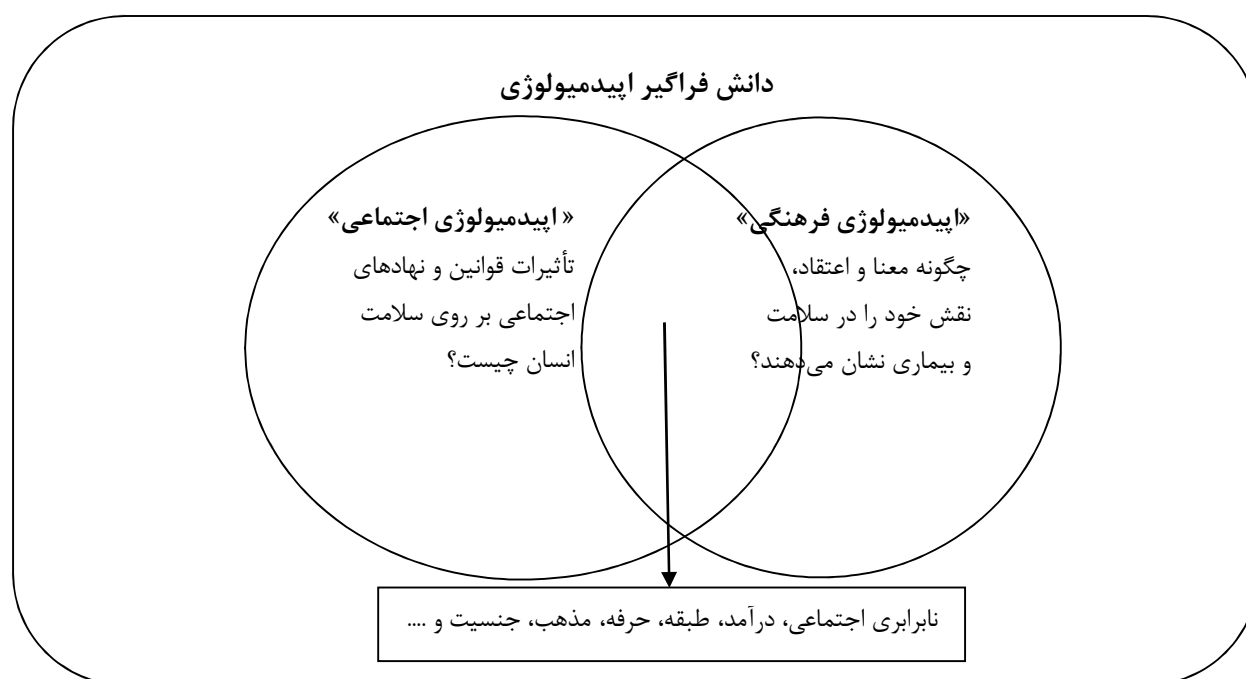 دانش فراگیر اپیدمیولوژی
«اپیدمیولوژی فرهنگی»
چگونه معنا و اعتقاد،
نقش خود را در سلامت
و بیماری نشان می‌دهند؟
« اپیدمیولوژی اجتماعی»
تأثیرات قوانین و نهادهای
اجتماعی بر روی سلامت
انسان چیست؟
نابرابری اجتماعی، درآمد، طبقه، حرفه، مذهب، جنسیت و ....